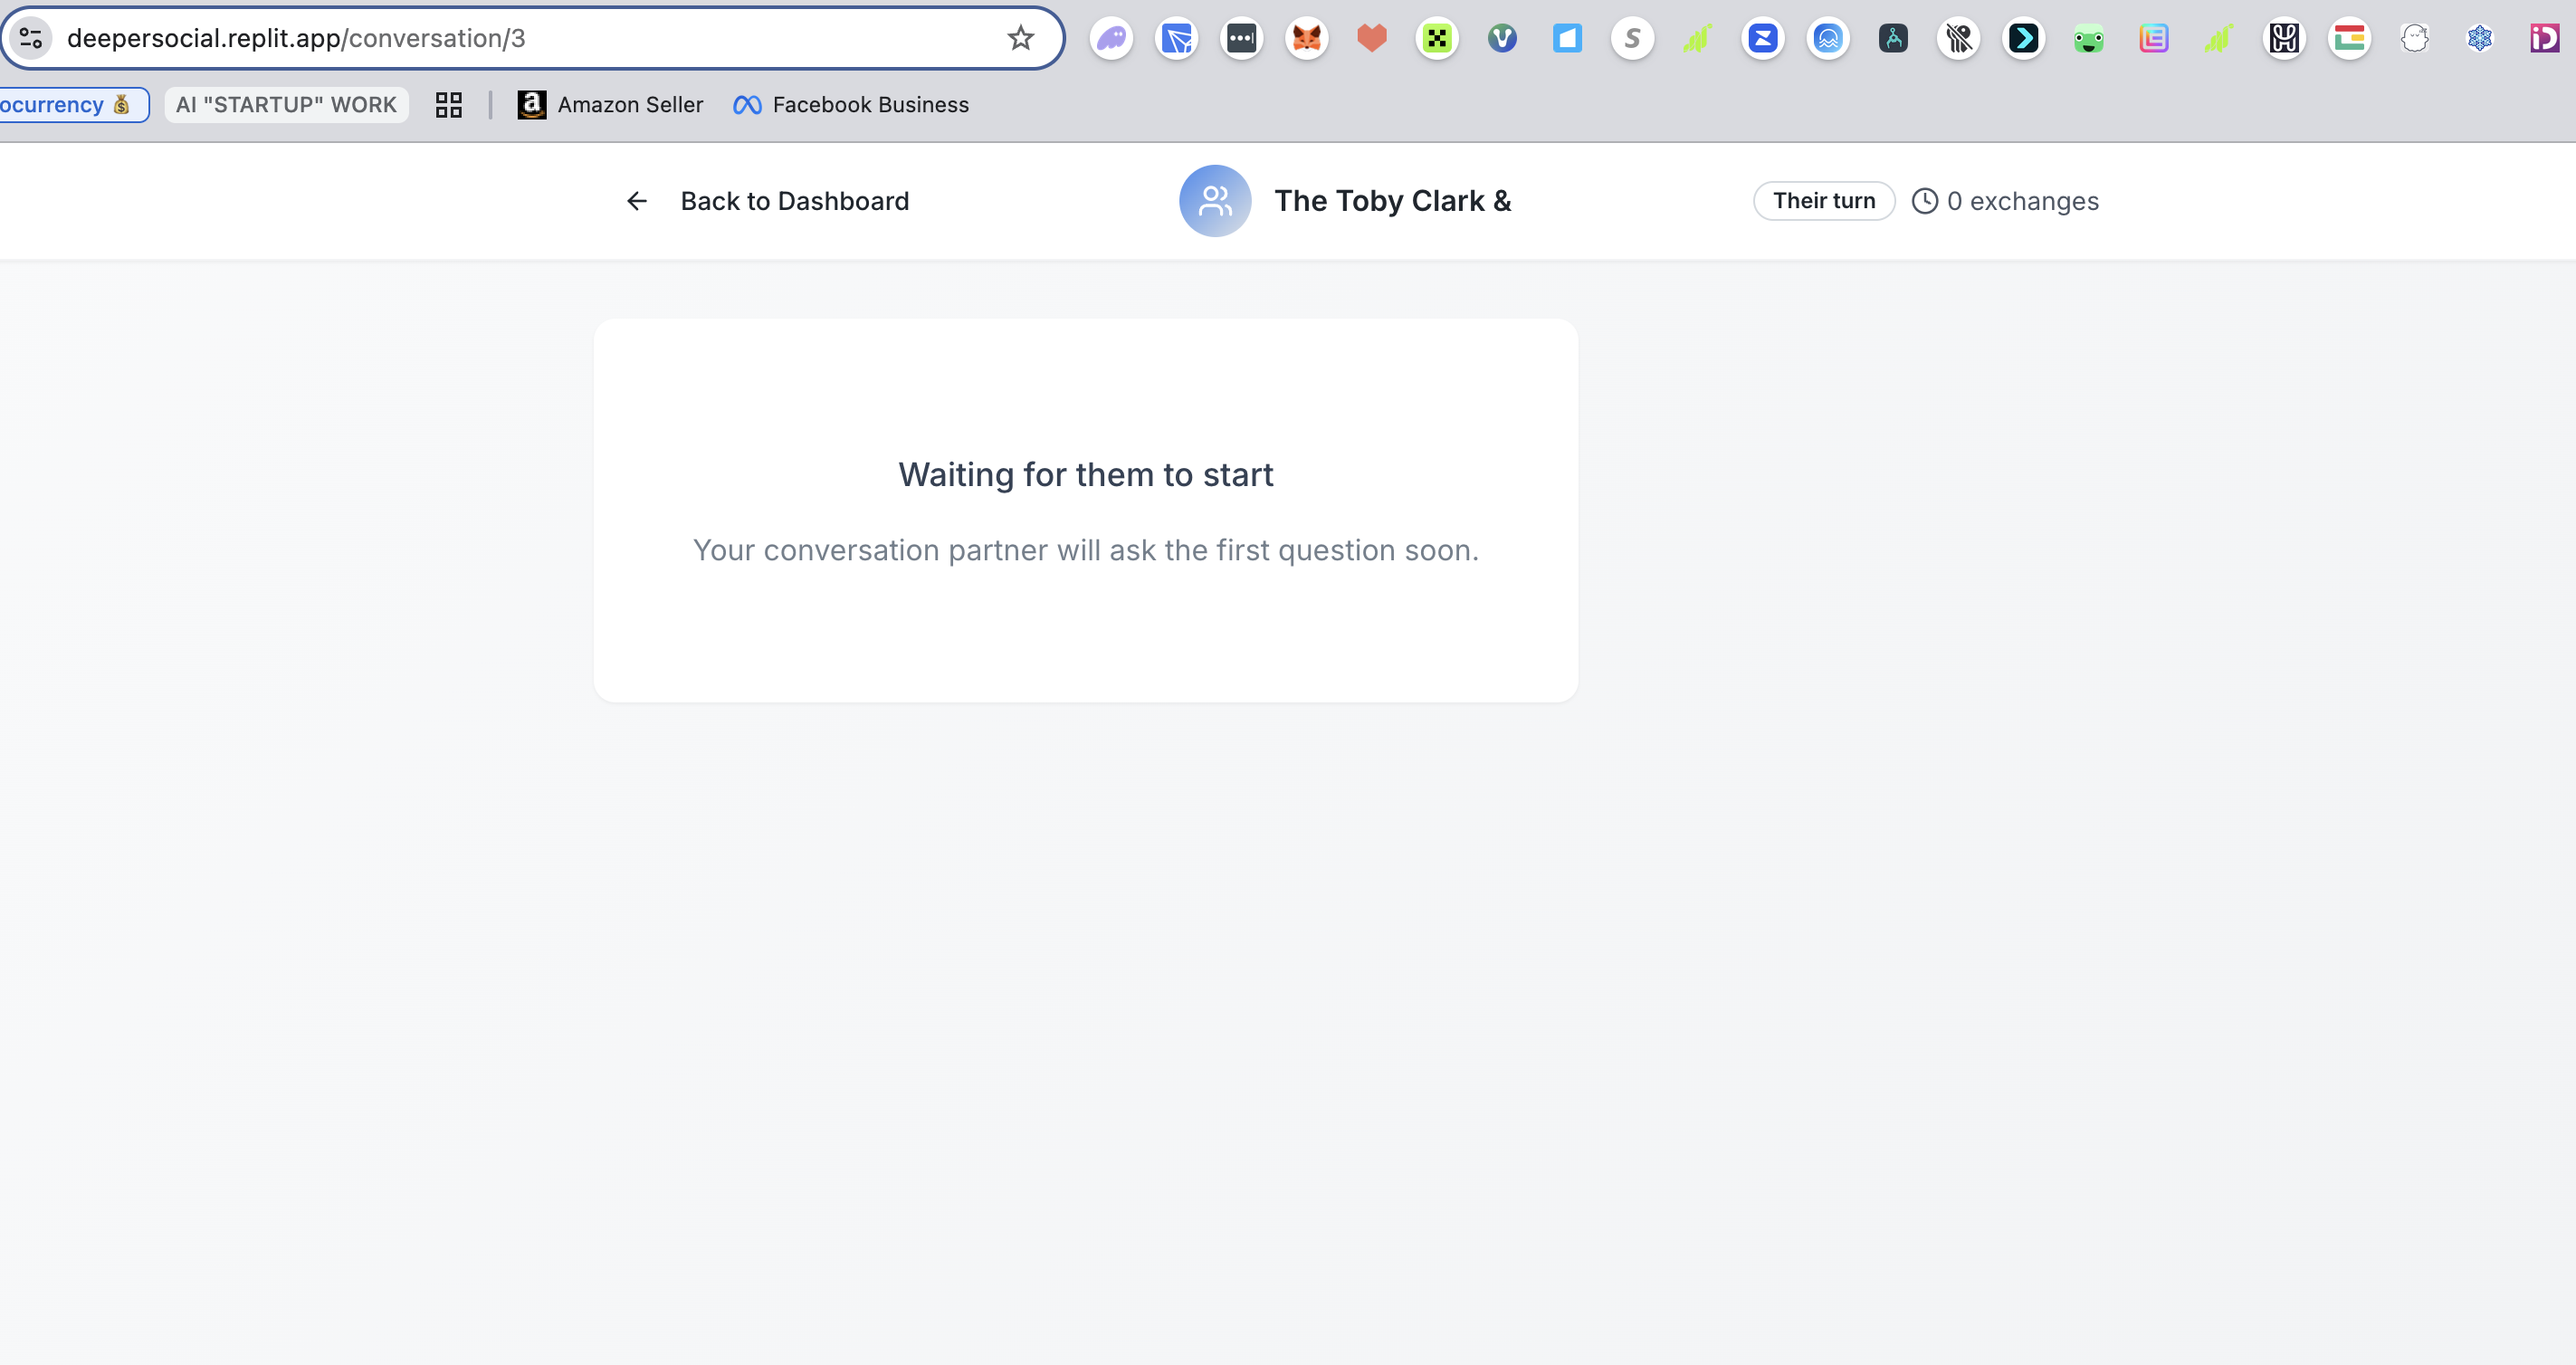 deepersocial.replit.app/conversation/3
ocurrency 💰
AI "STARTUP" WORK
Amazon Seller
Facebook Business
Back to Dashboard
The Toby Clark &
Their turn
0 exchanges
Waiting for them to start
Your conversation partner will ask the first question soon.